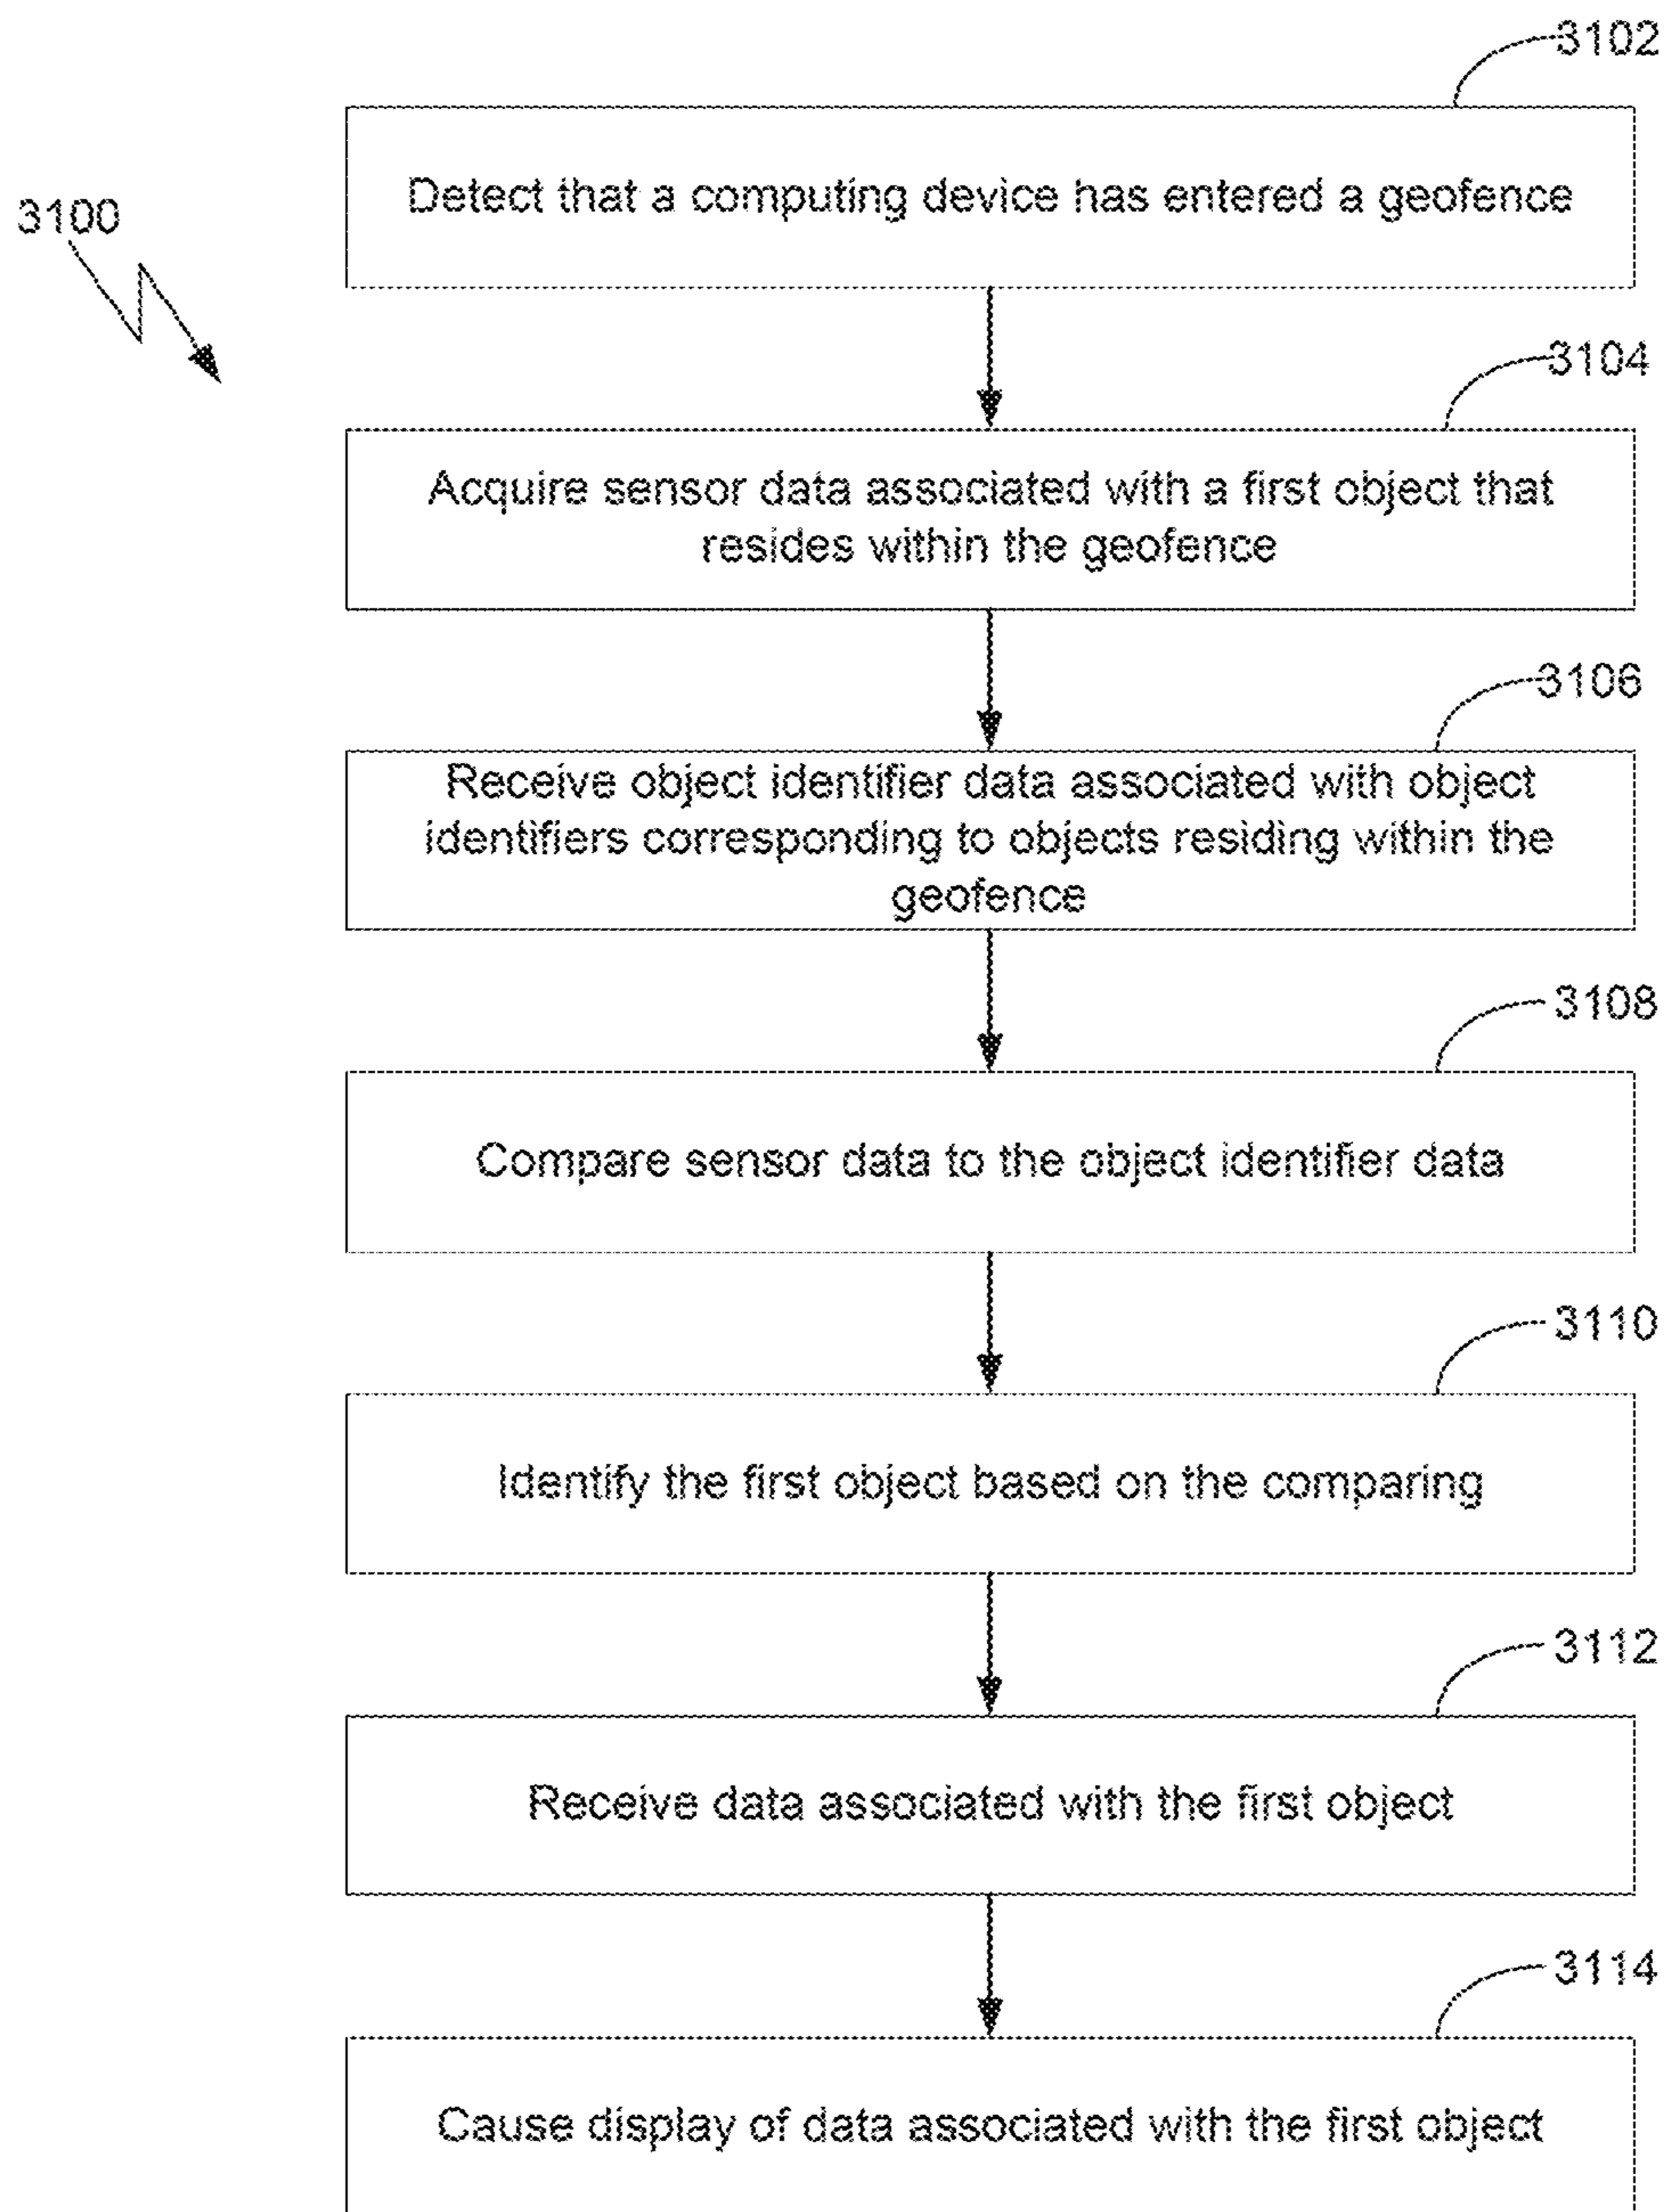 3102
Detect that a computing device has entered a geofence
3100
3104
Acquire sensor data associated with a first object that
resides within the geofence
3106
Receive object identifier data associated with object
identifiers corresponding to objects residing within the
geofence
3108
Compare sensor data to the object identifier data
3110
Identify the first object based on the comparing
3112
Receive data associated with the first object
3114
Cause display of data associated with the first object